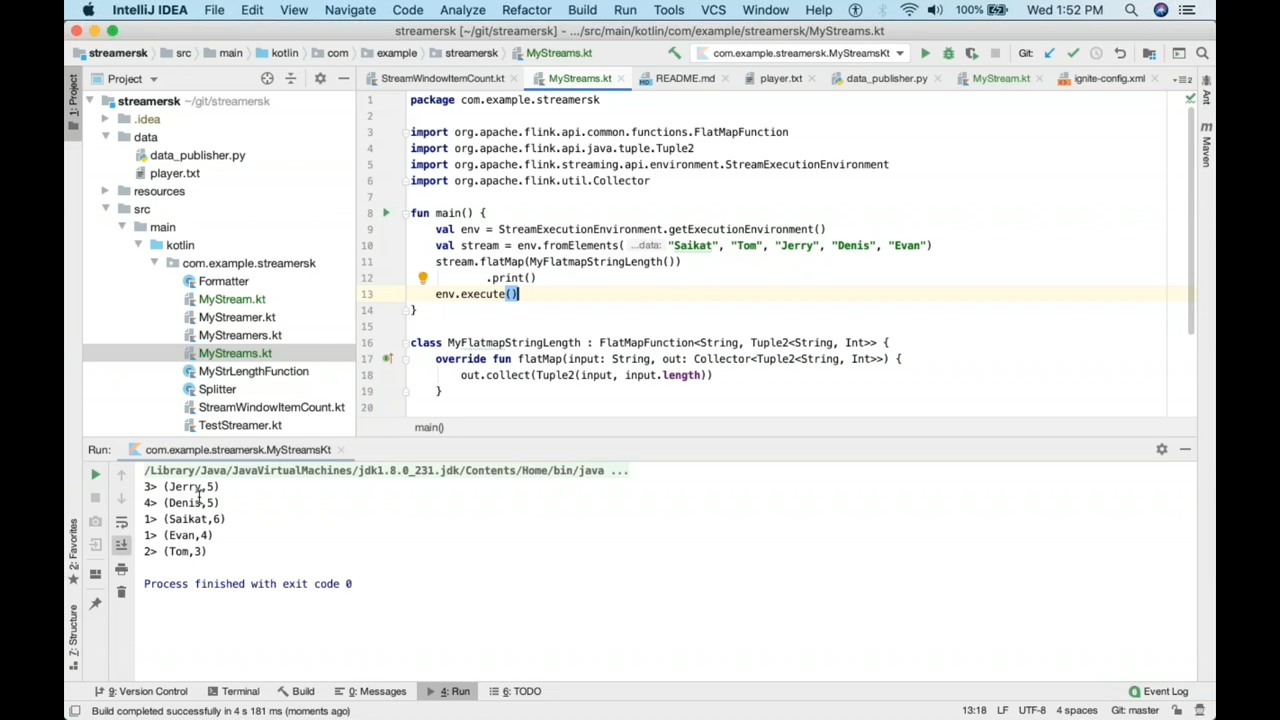 IntelliJ IDEA File Edit View Navigate Code Analyze Refactor Build Run Tools VCS Window Help 100% Wed 1:52 PM
streamersk [~/git/streamersk] - .../src/main/kotlin/com/example/streamersk/MyStreams.kt
streamersk src main kotlin com example streamersk MyStreams.kt com.example.streamersk.MyStreamsKt Git:
Project StreamWindowItemCount.kt MyStreams.kt README.md player.txt data_publisher.py MyStream.kt ignite-config.xml
1: Project
streamersk ~/git/streamersk
.idea
data
data_publisher.py
player.txt
resources
src
main
kotlin
com.example.streamersk
Formatter
MyStream.kt
MyStreamer.kt
MyStreamers.kt
MyStreams.kt
MyStrLengthFunction
Splitter
StreamWindowItemCount.kt
TestStreamer.kt
1 package com.example.streamersk
2
3 import org.apache.flink.api.common.functions.FlatMapFunction
4 import org.apache.flink.api.java.tuple.Tuple2
5 import org.apache.flink.streaming.api.environment.StreamExecutionEnvironment
6 import org.apache.flink.util.Collector
7
8 fun main() {
9 val env = StreamExecutionEnvironment.getExecutionEnvironment()
10 val stream = env.fromElements( ...data: "Saikat", "Tom", "Jerry", "Denis", "Evan")
11 stream.flatMap(MyFlatmapStringLength())
12 .print()
13 env.execute()
14 }
15
16 class MyFlatmapStringLength : FlatMapFunction<String, Tuple2<String, Int>> {
17 override fun flatMap(input: String, out: Collector<Tuple2<String, Int>>) {
18 out.collect(Tuple2(input, input.length))
19 }
20
main()
Ant
Maven
Run: com.example.streamersk.MyStreamsKt
/Library/Java/JavaVirtualMachines/jdk1.8.0_231.jdk/Contents/Home/bin/java ...
3> (Jerry,5)
4> (Denis,5)
1> (Saikat,6)
1> (Evan,4)
2> (Tom,3)
Process finished with exit code 0
2: Favorites
7: Structure
9: Version Control Terminal Build 0: Messages 4: Run 6: TODO Event Log
Build completed successfully in 4 s 181 ms (moments ago) 13:18 LF UTF-8 4 spaces Git: master